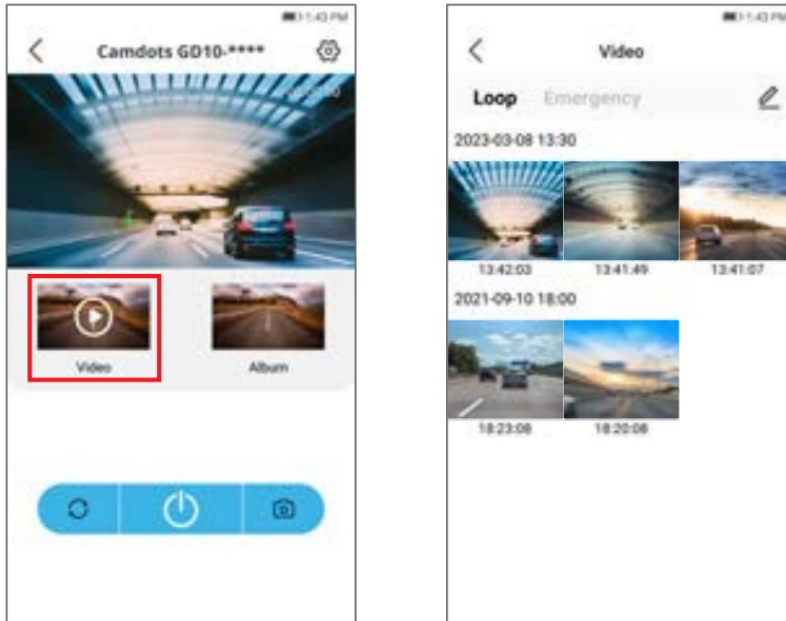 1:43 PM
Camdots GD10-****
Video
Album
1:43 PM
Video
Loop Emergency
2023-03-08 13:30
13:42:03 13:41:49 13:41:07
2021-09-10 18:00
18:23:08 18:20:08